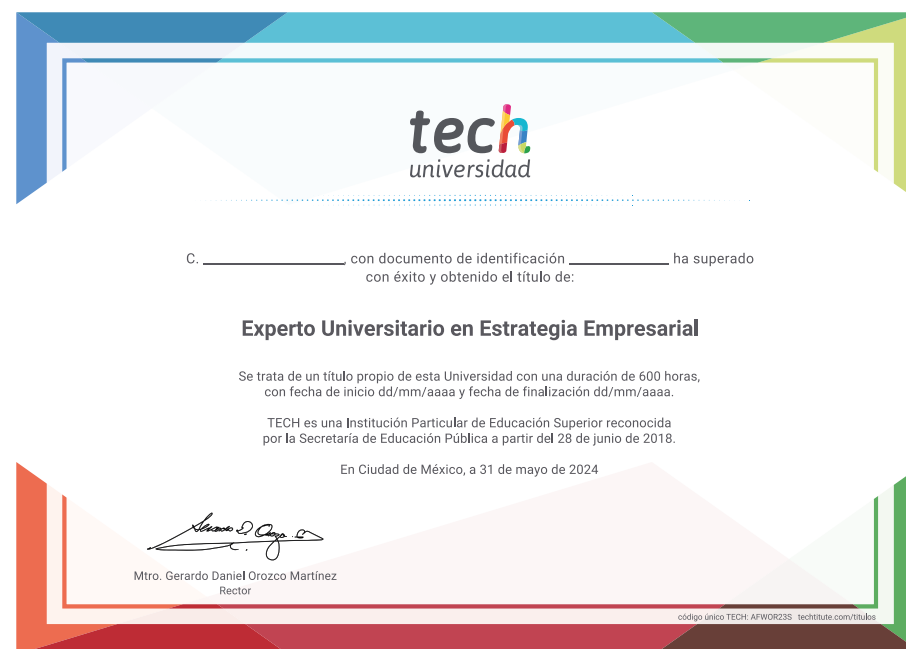 tech
universidad
C. ____________________, con documento de identificación ______________ ha superado
con éxito y obtenido el título de:
Experto Universitario en Estrategia Empresarial
Se trata de un título propio de esta Universidad con una duración de 600 horas,
con fecha de inicio dd/mm/aaaa y fecha de finalización dd/mm/aaaa.
TECH es una Institución Particular de Educación Superior reconocida
por la Secretaría de Educación Pública a partir del 28 de junio de 2018.
En Ciudad de México, a 31 de mayo de 2024
Mtro. Gerardo Daniel Orozco Martínez
Rector
código único TECH: AFWOR23S techtitute.com/titulos